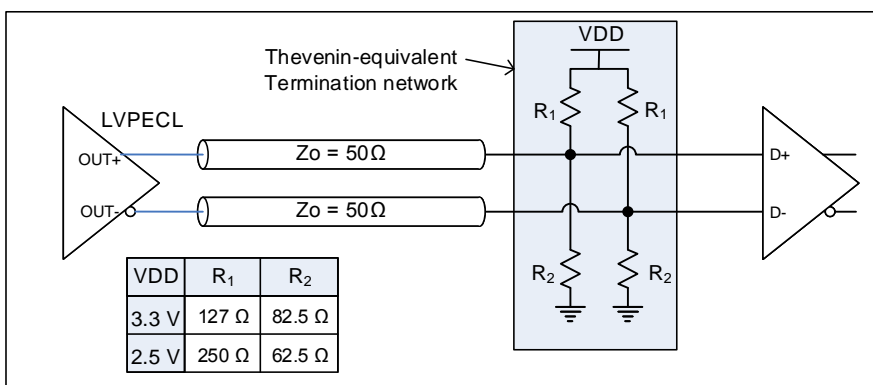 VDD
Thevenin-equivalent
Termination network
R₁
R₁
LVPECL
OUT+
Zo = 50Ω
D+
OUT-
Zo = 50Ω
D-
R₂
R₂
VDD R₁ R₂
3.3 V 127 Ω 82.5 Ω
2.5 V 250 Ω 62.5 Ω